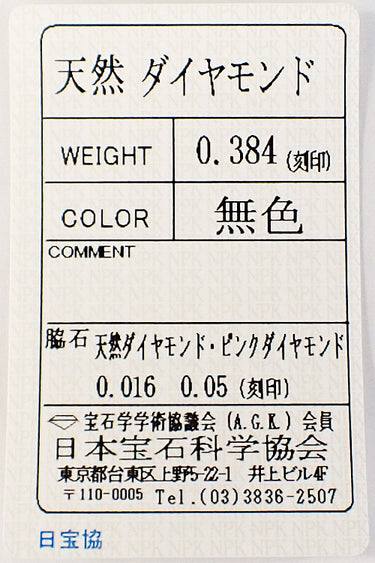 天然 ダイヤモンド
WEIGHT 0.384 (刻印)
COLOR 無色
COMMENT
脇石 天然ダイヤモンド・ピンクダイヤモンド
0.016 0.05 (刻印)
宝石学学術協議会 (A.G.K.) 会員
日本宝石科学協会
東京都台東区上野5-22-1 井上ビル4F
〒110-0005 Tel.(03)3836-2507
日宝協